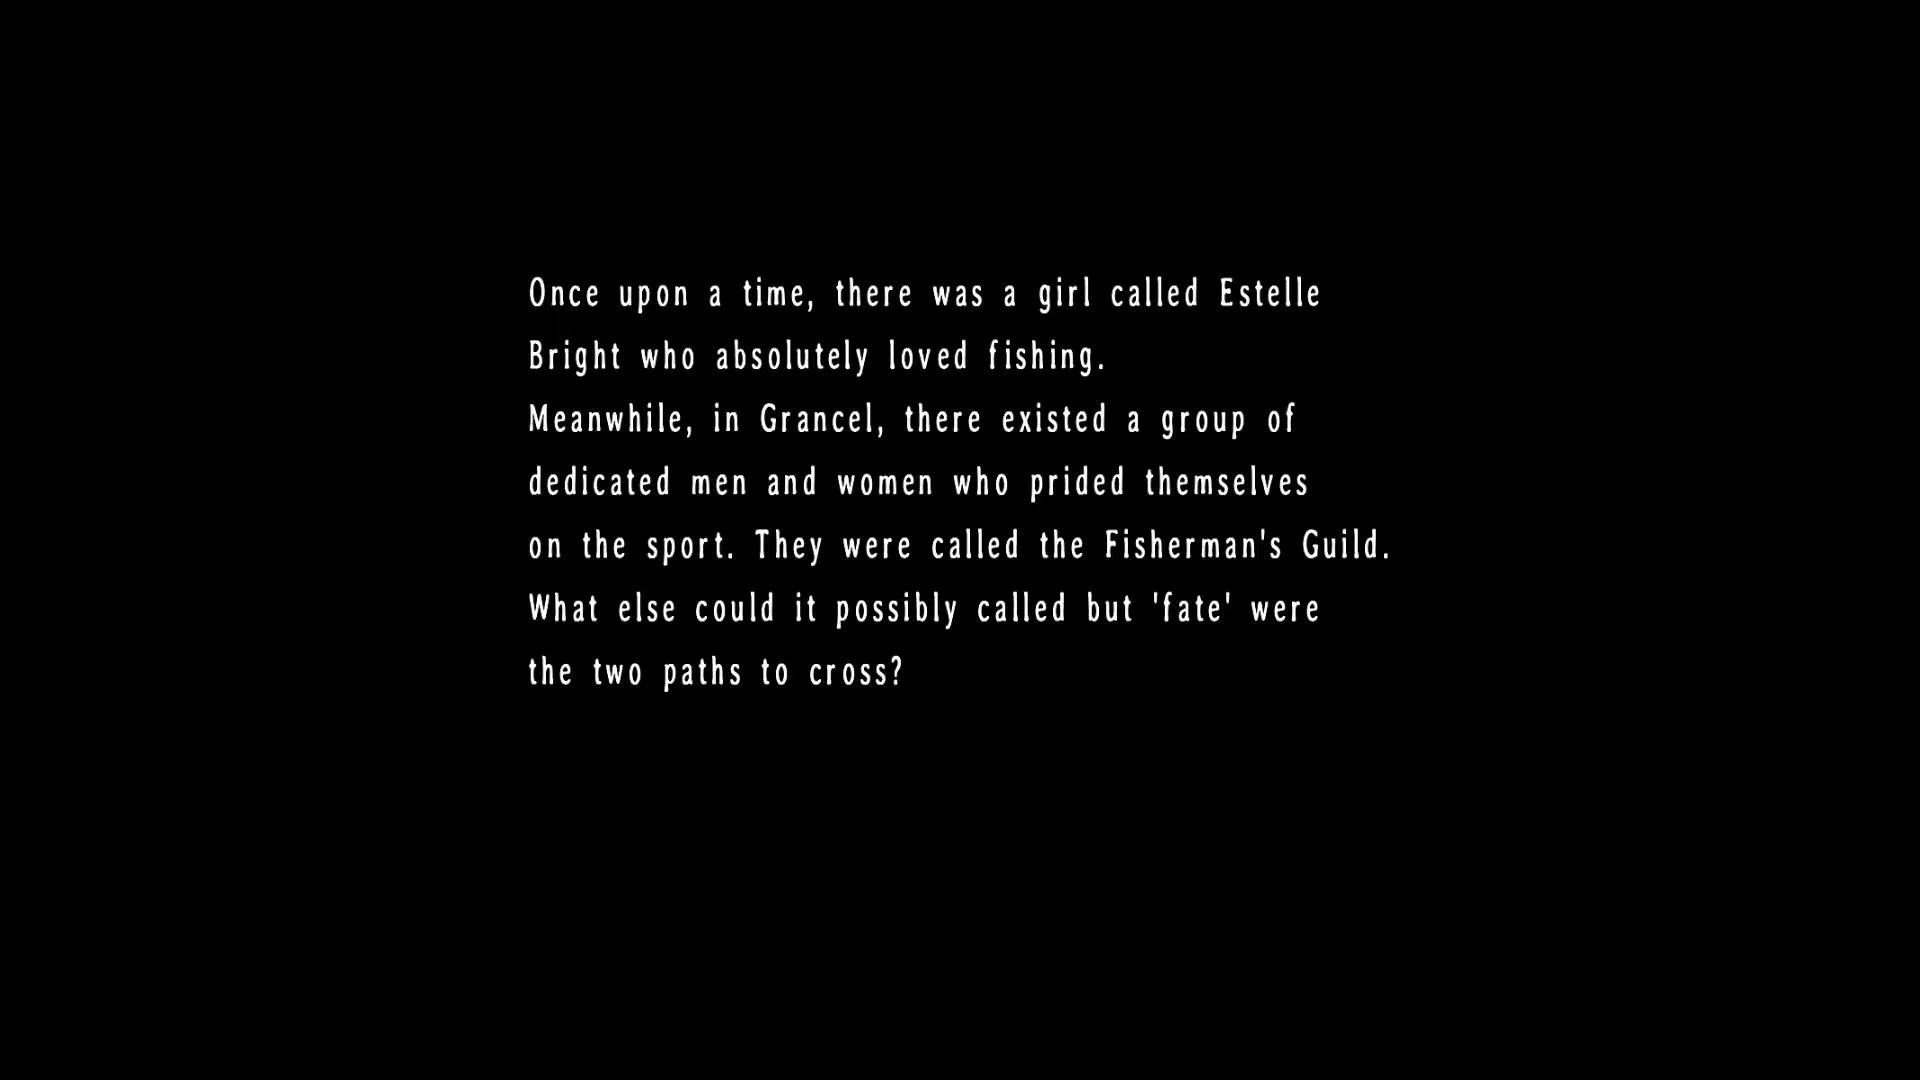 Once upon a time, there was a girl called Estelle
Bright who absolutely loved fishing.
Meanwhile, in Grancel, there existed a group of
dedicated men and women who prided themselves
on the sport. They were called the Fisherman's Guild.
What else could it possibly called but 'fate' were
the two paths to cross?